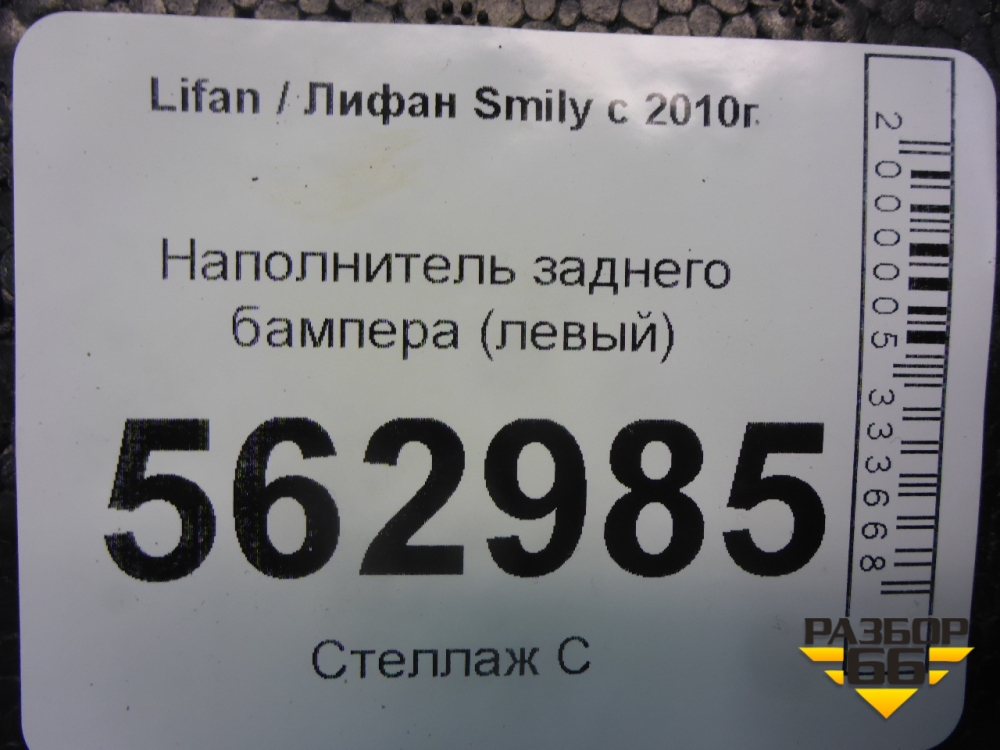 Lifan / Лифан Smily с 2010г.
Наполнитель заднего
бампера (левый)
562985
Стеллаж С
2000005333668
РАЗБОР
66